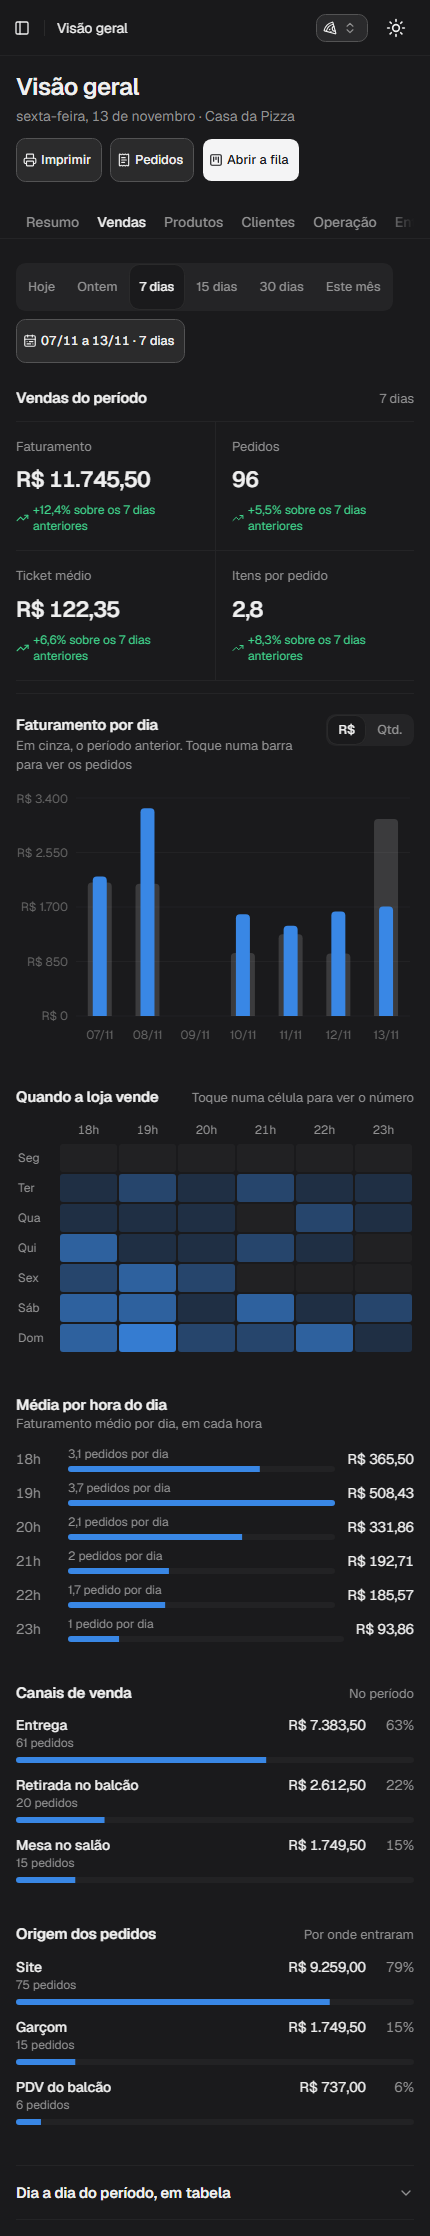 Visão geral
Visão geral
sexta-feira, 13 de novembro · Casa da Pizza
Imprimir
Pedidos
Abrir a fila
Resumo Vendas Produtos Clientes Operação En
Hoje Ontem 7 dias 15 dias 30 dias Este mês
07/11 a 13/11 · 7 dias
Vendas do período 7 dias
Faturamento
R$ 11.745,50
+12,4% sobre os 7 dias
anteriores
Pedidos
96
+5,5% sobre os 7 dias
anteriores
Ticket médio
R$ 122,35
+6,6% sobre os 7 dias
anteriores
Itens por pedido
2,8
+8,3% sobre os 7 dias
anteriores
Faturamento por dia
R$ Qtd.
Em cinza, o período anterior. Toque numa barra
para ver os pedidos
R$ 3.400
R$ 2.550
R$ 1.700
R$ 850
R$ 0
07/11 08/11 09/11 10/11 11/11 12/11 13/11
Quando a loja vende Toque numa célula para ver o número
18h 19h 20h 21h 22h 23h
Seg
Ter
Qua
Qui
Sex
Sáb
Dom
Média por hora do dia
Faturamento médio por dia, em cada hora
18h 3,1 pedidos por dia R$ 365,50
19h 3,7 pedidos por dia R$ 508,43
20h 2,1 pedidos por dia R$ 331,86
21h 2 pedidos por dia R$ 192,71
22h 1,7 pedidos por dia R$ 185,57
23h 1 pedido por dia R$ 93,86
Canais de venda No período
Entrega R$ 7.383,50 63%
61 pedidos
Retirada no balcão R$ 2.612,50 22%
20 pedidos
Mesa no salão R$ 1.749,50 15%
15 pedidos
Origem dos pedidos Por onde entraram
Site R$ 9.259,00 79%
75 pedidos
Garçom R$ 1.749,50 15%
15 pedidos
PDV do balcão R$ 737,00 6%
6 pedidos
Dia a dia do período, em tabela